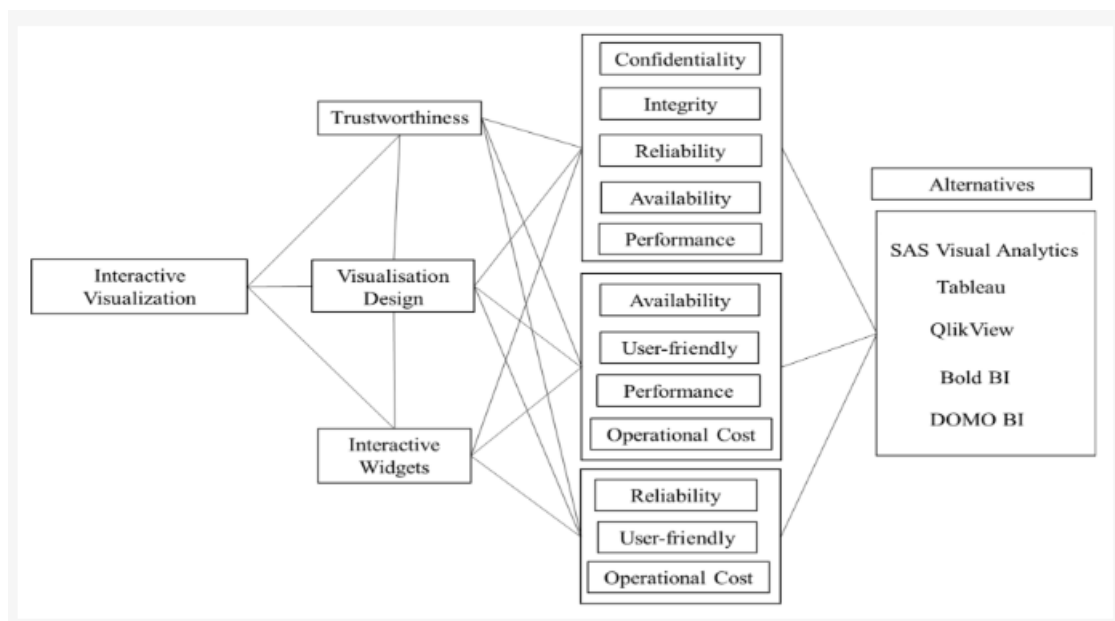 Interactive
Visualization
Trustworthiness
Visualisation
Design
Interactive
Widgets
Confidentiality
Integrity
Reliability
Availability
Performance
Availability
User-friendly
Performance
Operational Cost
Reliability
User-friendly
Operational Cost
Alternatives
SAS Visual Analytics
Tableau
QlikView
Bold BI
DOMO BI